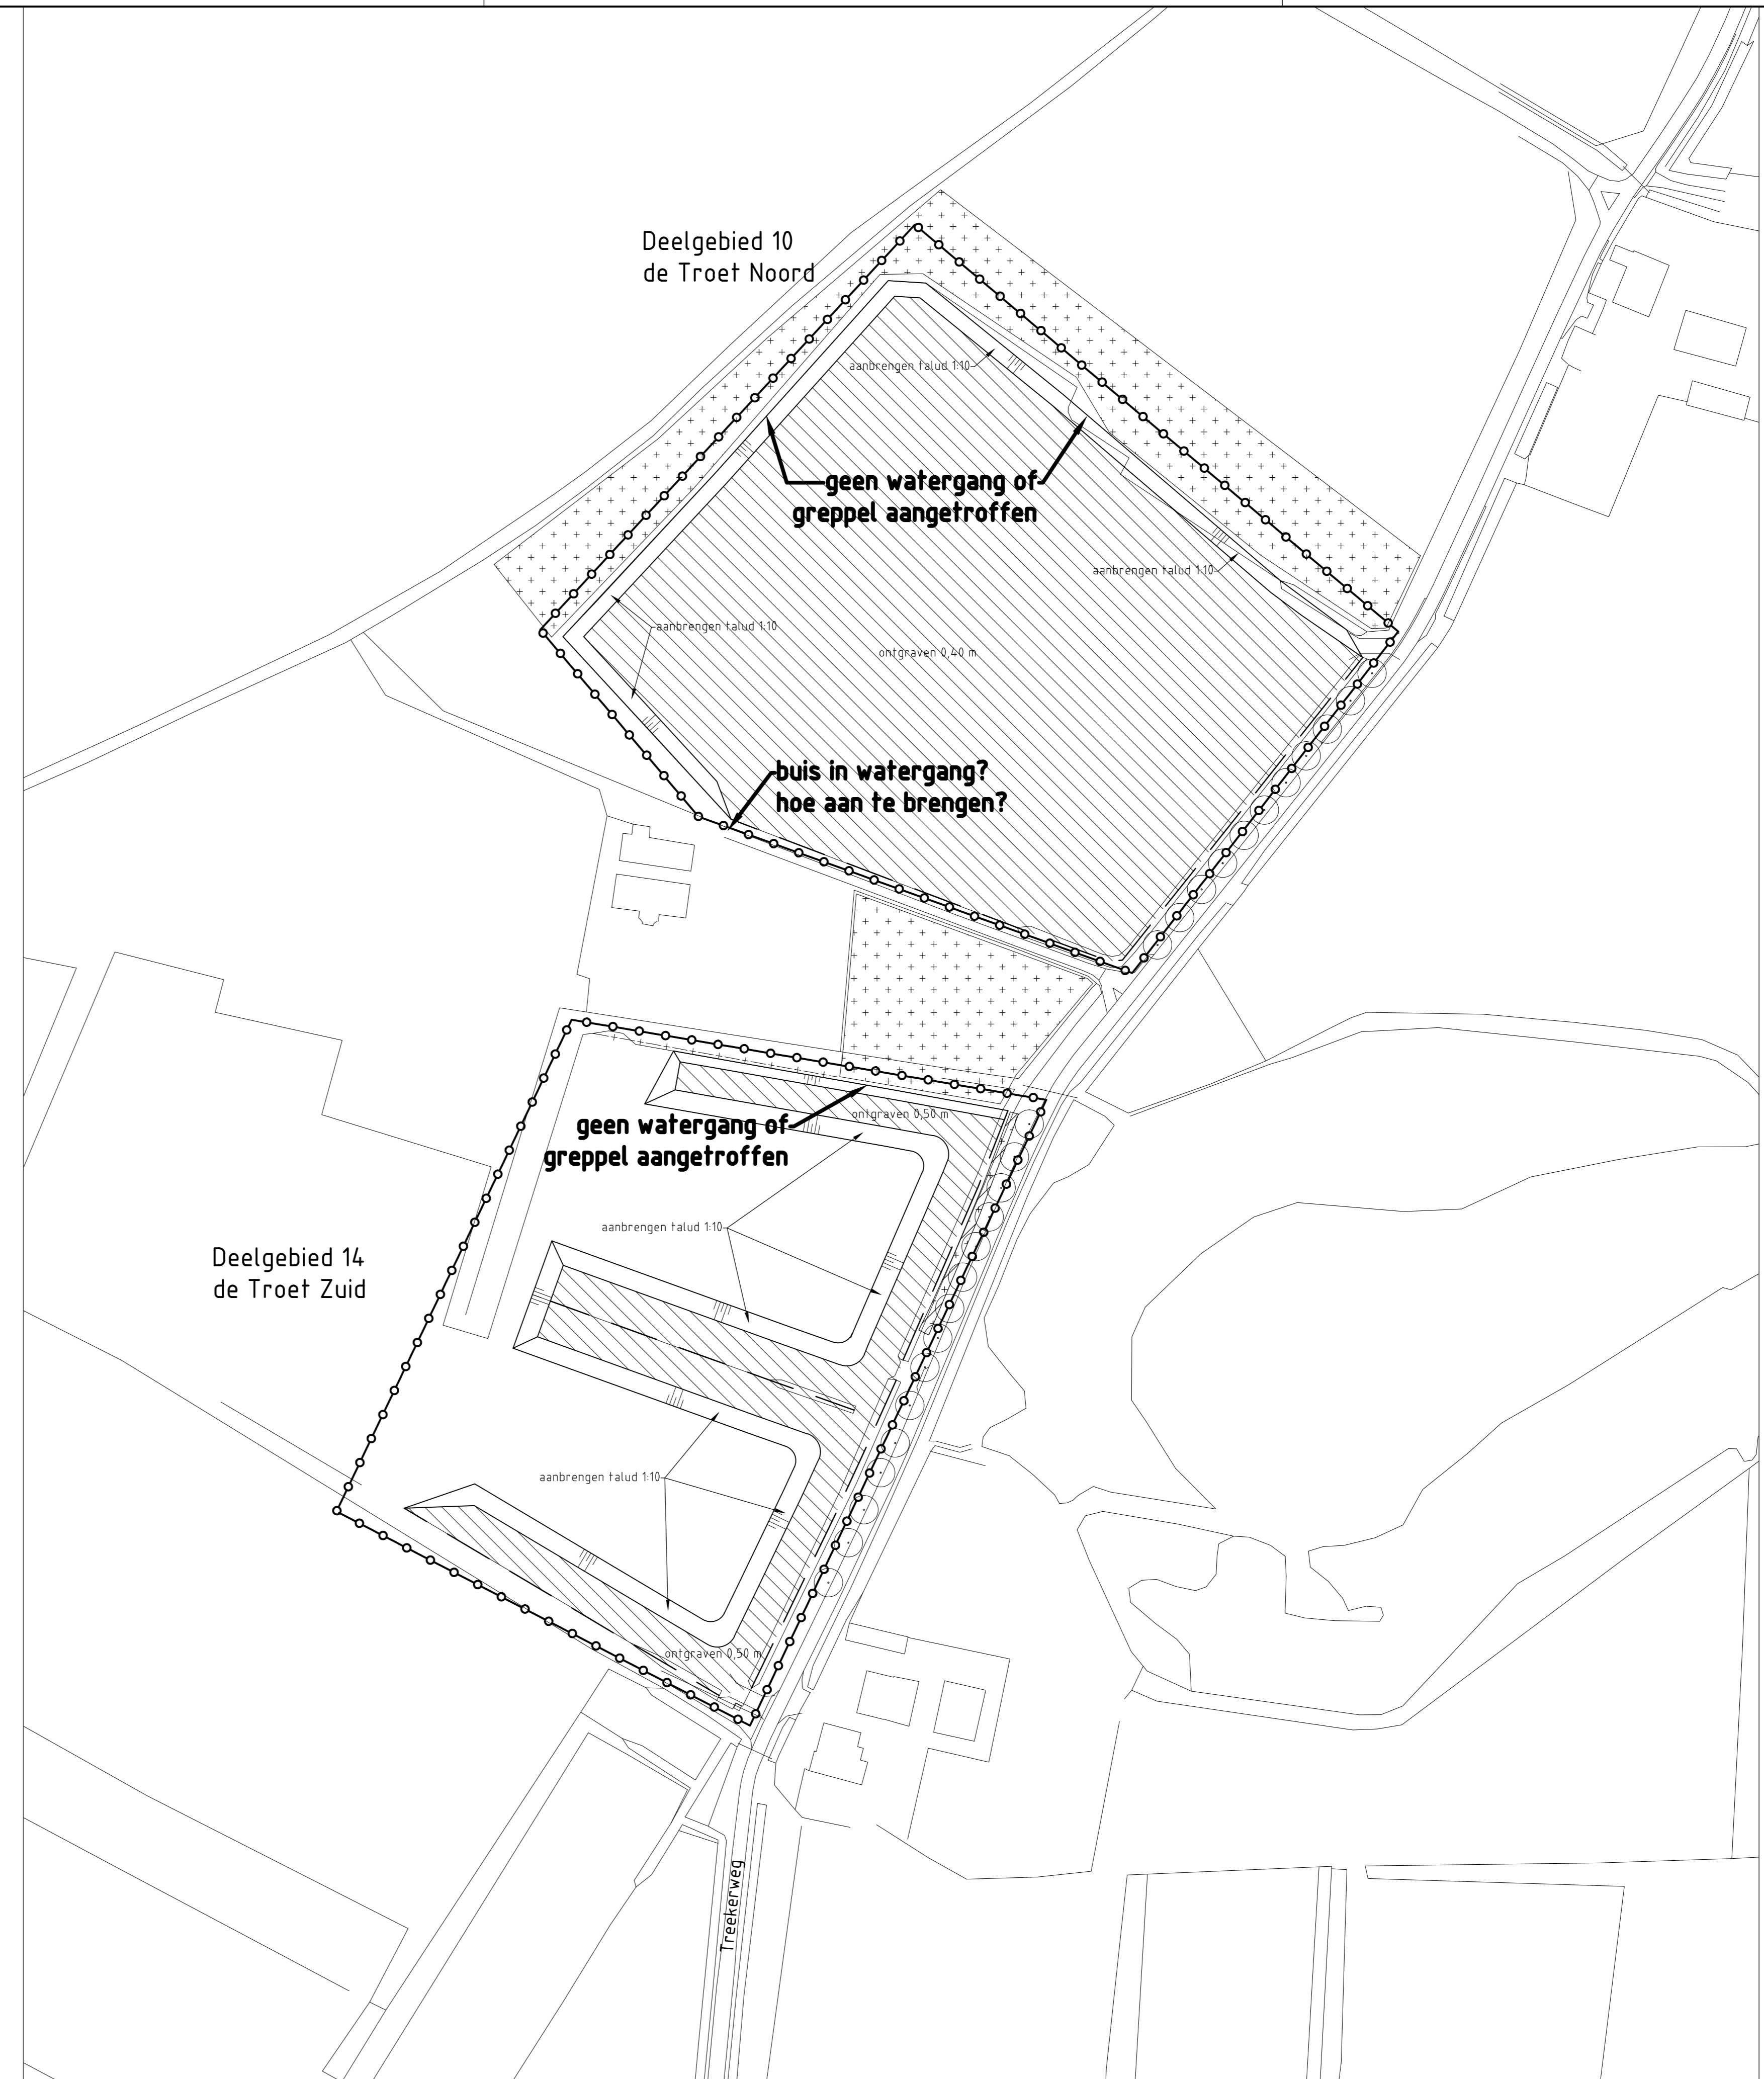 Deelgebied 10
de Troet Noord
aanbrengen talud 1:10
geen watergang of
greppel aangetroffen
aanbrengen talud 1:10
aanbrengen talud 1:10
ontgraven 0,40 m
buis in watergang?
hoe aan te brengen?
ontgraven 0,50 m
geen watergang of
greppel aangetroffen
aanbrengen talud 1:10
Deelgebied 14
de Troet Zuid
aanbrengen talud 1:10
ontgraven 0,50 m
Treekerweg